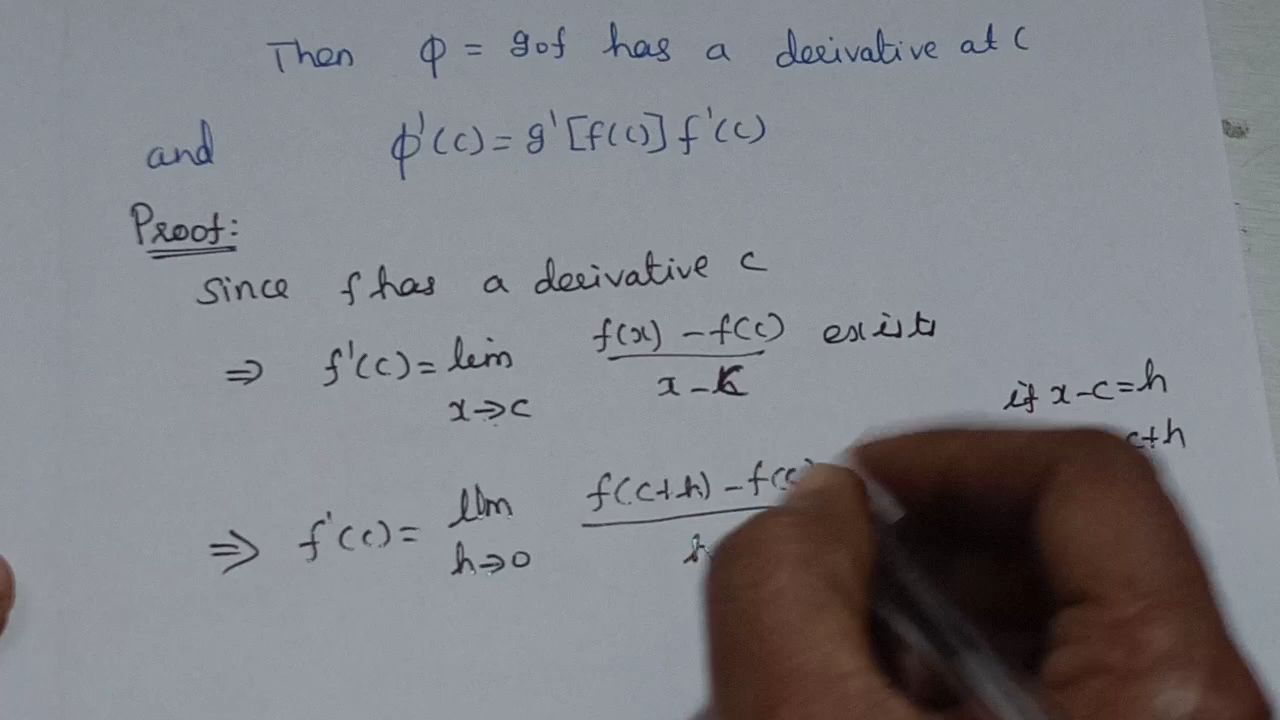 Then φ = gof has a derivative at c
and φ'(c) = g'[f(c)] f'(c)
Proof:
Since f has a derivative c
⇒ f'(c) = lim x→c f(x) - f(c) / x - c exists
if x-c=h
c+h
⇒ f'(c) = lim h→0 f(c+h) - f(c) / h